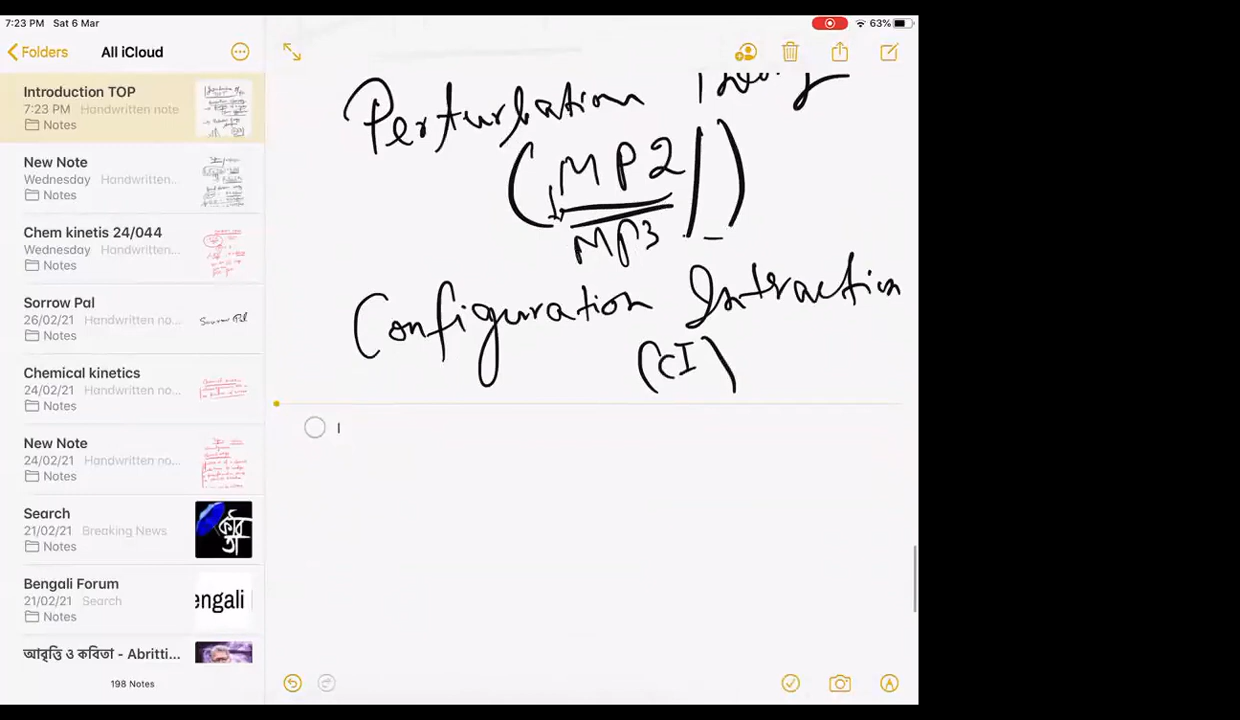 7:23 PM Sat 6 Mar
63%
Folders
All iCloud
Introduction TOP
7:23 PM Handwritten note
Notes
New Note
Wednesday Handwritten...
Notes
Chem kinetis 24/044
Wednesday Handwritten...
Notes
Sorrow Pal
26/02/21 Handwritten no...
Notes
Chemical kinetics
24/02/21 Handwritten no...
Notes
New Note
24/02/21 Handwritten no...
Notes
Search
21/02/21 Breaking News
Notes
কবি
তা
Bengali Forum
21/02/21 Search
Notes
engali
আবৃত্তি ও কবিতা - Abritti...
198 Notes
Perturbation
(MP2/)
MP3
Configuration Interaction
(CI)